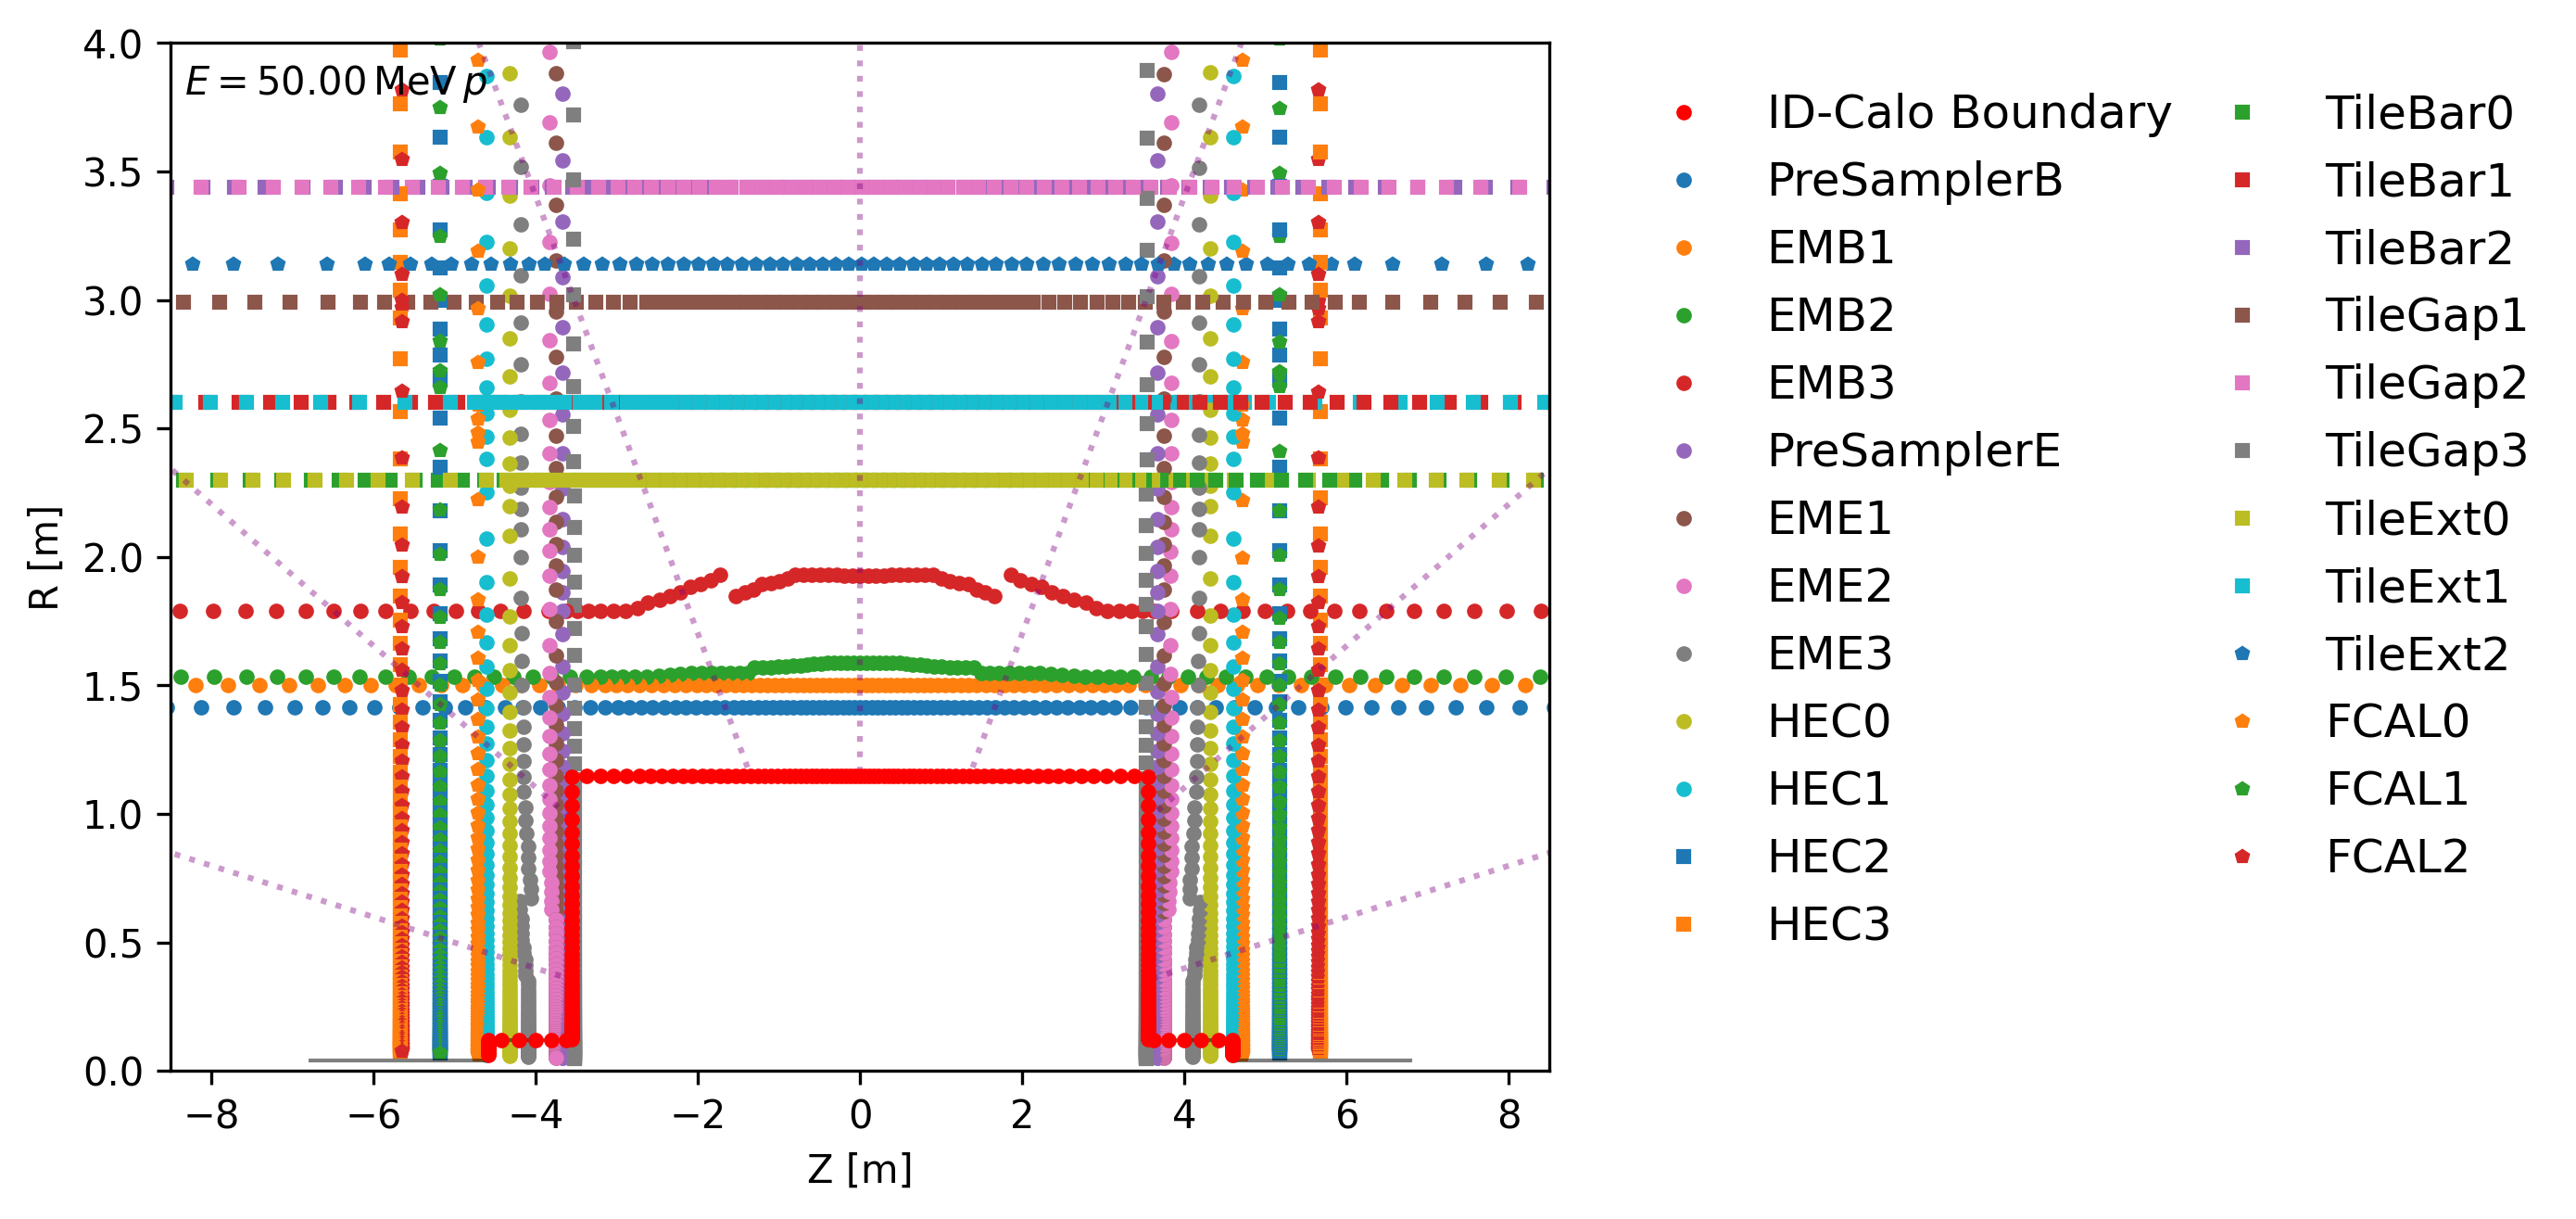 4.0
3.5
3.0
2.5
2.0
1.5
1.0
0.5
0.0
R [m]
E = 50.00 MeV p
−8 −6 −4 −2 0 2 4 6 8
Z [m]
ID-Calo Boundary
PreSamplerB
EMB1
EMB2
EMB3
PreSamplerE
EME1
EME2
EME3
HEC0
HEC1
HEC2
HEC3
TileBar0
TileBar1
TileBar2
TileGap1
TileGap2
TileGap3
TileExt0
TileExt1
TileExt2
FCAL0
FCAL1
FCAL2